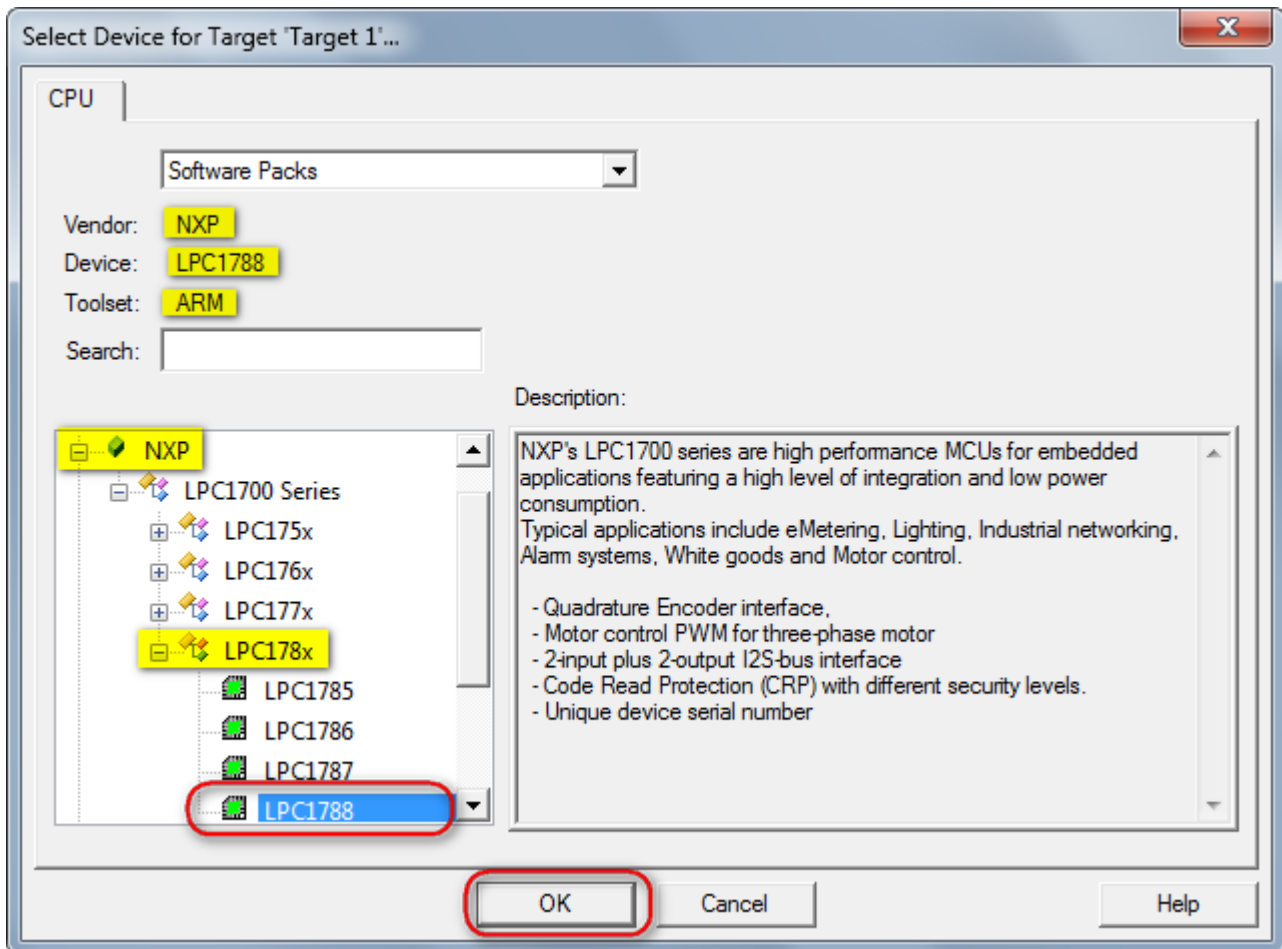 Select Device for Target 'Target 1'...
CPU
Software Packs
Vendor: NXP
Device: LPC1788
Toolset: ARM
Search:
Description:
NXP
LPC1700 Series
LPC175x
LPC176x
LPC177x
LPC178x
LPC1785
LPC1786
LPC1787
LPC1788
NXP's LPC1700 series are high performance MCUs for embedded
applications featuring a high level of integration and low power
consumption.
Typical applications include eMetering, Lighting, Industrial networking,
Alarm systems, White goods and Motor control.
- Quadrature Encoder interface,
- Motor control PWM for three-phase motor
- 2-input plus 2-output I2S-bus interface
- Code Read Protection (CRP) with different security levels.
- Unique device serial number
OK
Cancel
Help